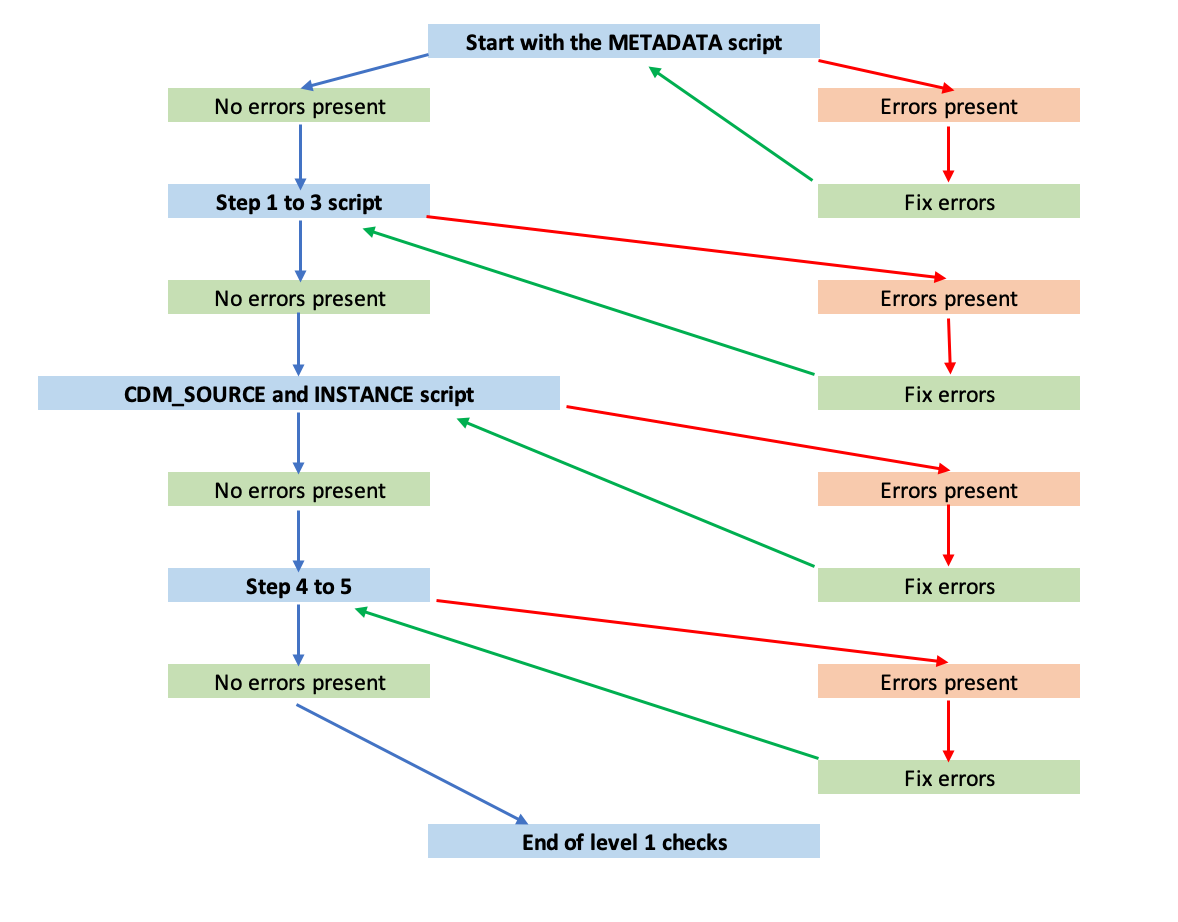 Start with the METADATA script
No errors present
Errors present
Step 1 to 3 script
Fix errors
No errors present
Errors present
CDM_SOURCE and INSTANCE script
Fix errors
No errors present
Errors present
Step 4 to 5
Fix errors
No errors present
Errors present
Fix errors
End of level 1 checks